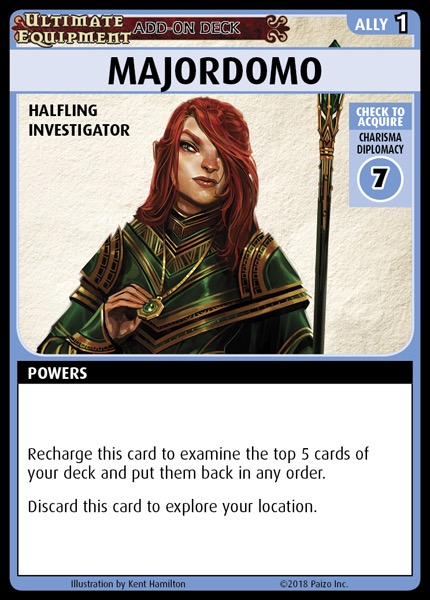 ULTIMATE EQUIPMENT ADD-ON DECK
ALLY 1
MAJORDOMO
HALFLING
INVESTIGATOR
CHECK TO
ACQUIRE
CHARISMA
DIPLOMACY
7
POWERS
Recharge this card to examine the top 5 cards of
your deck and put them back in any order.
Discard this card to explore your location.
Illustration by Kent Hamilton
©2018 Paizo Inc.